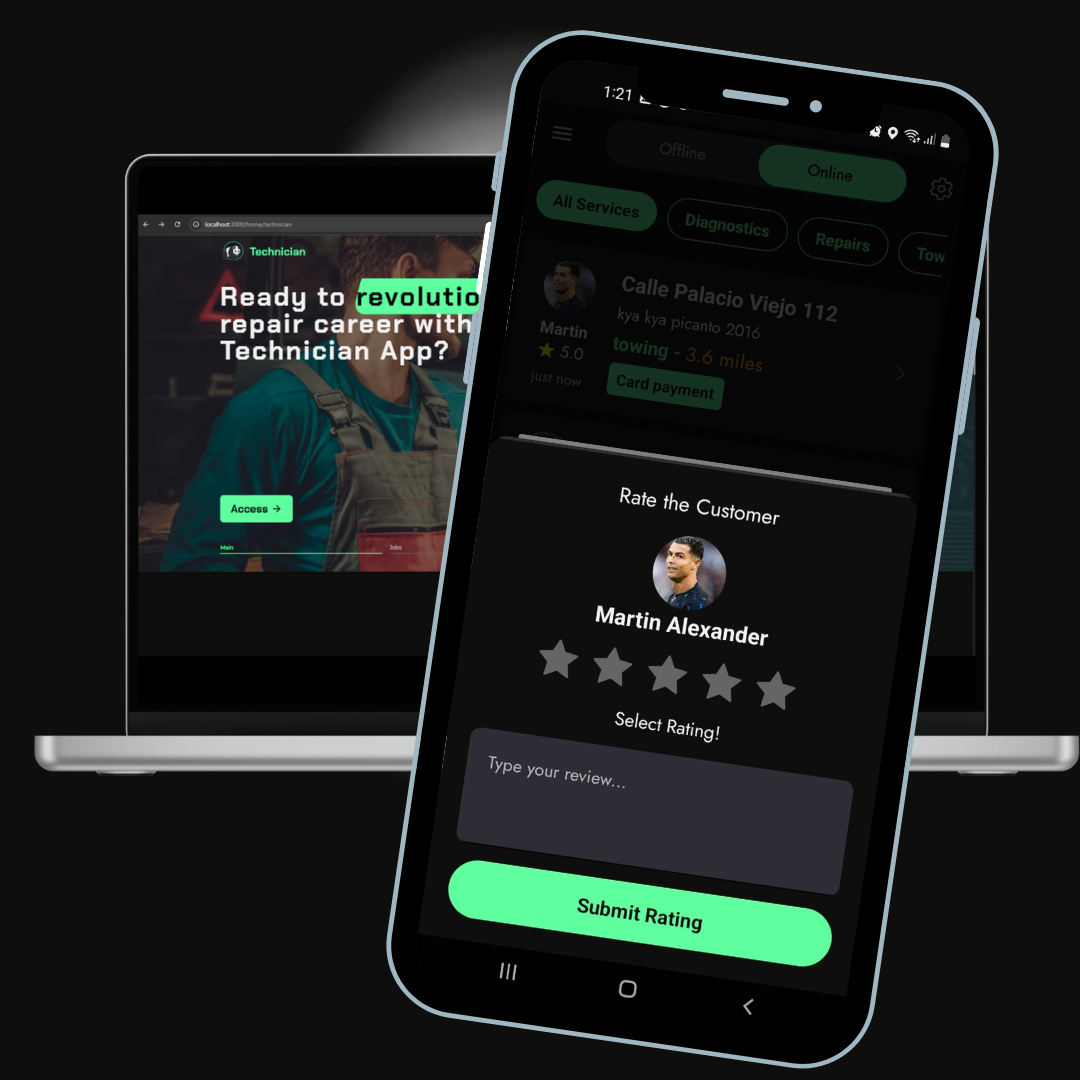 localhost:3000/home/technician
Technician
Ready to revolutio
repair career with
Technician App?
Access →
Main
Jobs
1:21
Offline
Online
All Services
Diagnostics
Repairs
Tow
Martin
5.0
just now
Calle Palacio Viejo 112
kya kya picanto 2016
towing - 3.6 miles
Card payment
Rate the Customer
Martin Alexander
Select Rating!
Type your review...
Submit Rating